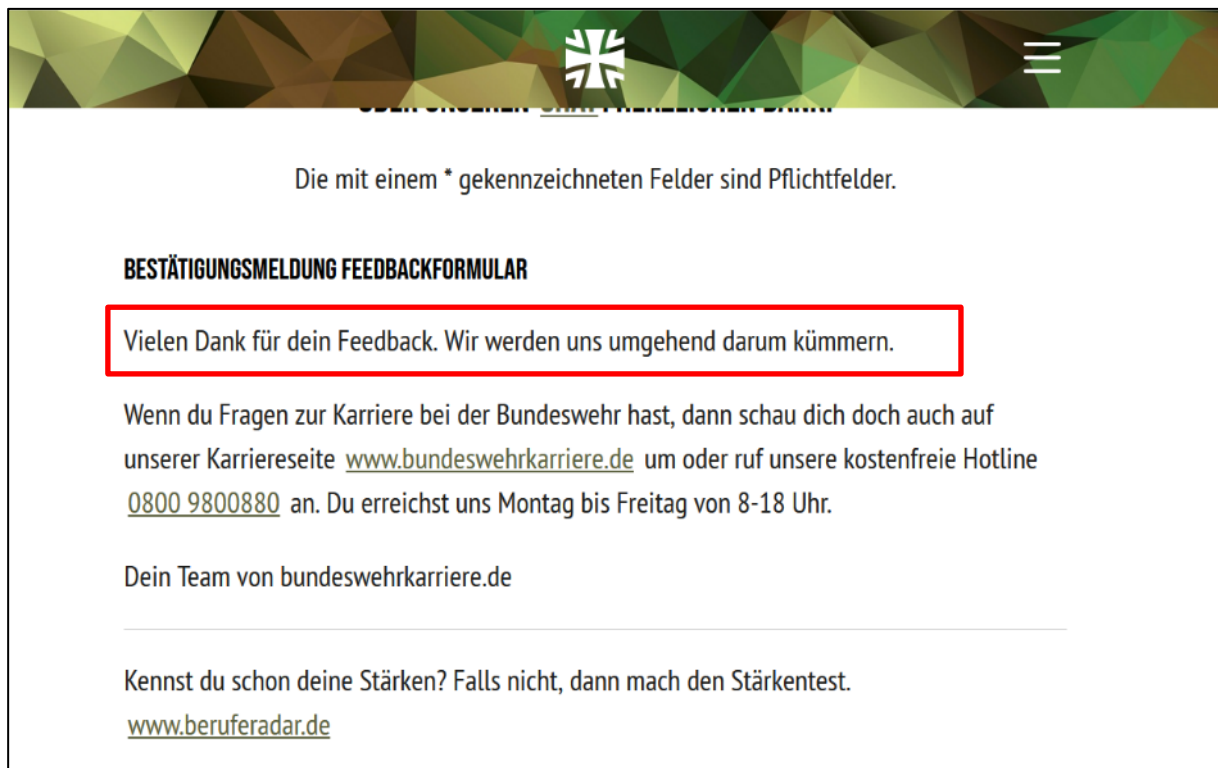 Die mit einem * gekennzeichneten Felder sind Pflichtfelder.
BESTÄTIGUNGSMELDUNG FEEDBACKFORMULAR
Vielen Dank für dein Feedback. Wir werden uns umgehend darum kümmern.
Wenn du Fragen zur Karriere bei der Bundeswehr hast, dann schau dich doch auch auf
unserer Karriereseite www.bundeswehrkarriere.de um oder ruf unsere kostenfreie Hotline
0800 9800880 an. Du erreichst uns Montag bis Freitag von 8-18 Uhr.
Dein Team von bundeswehrkarriere.de
Kennst du schon deine Stärken? Falls nicht, dann mach den Stärkentest.
www.beruferadar.de